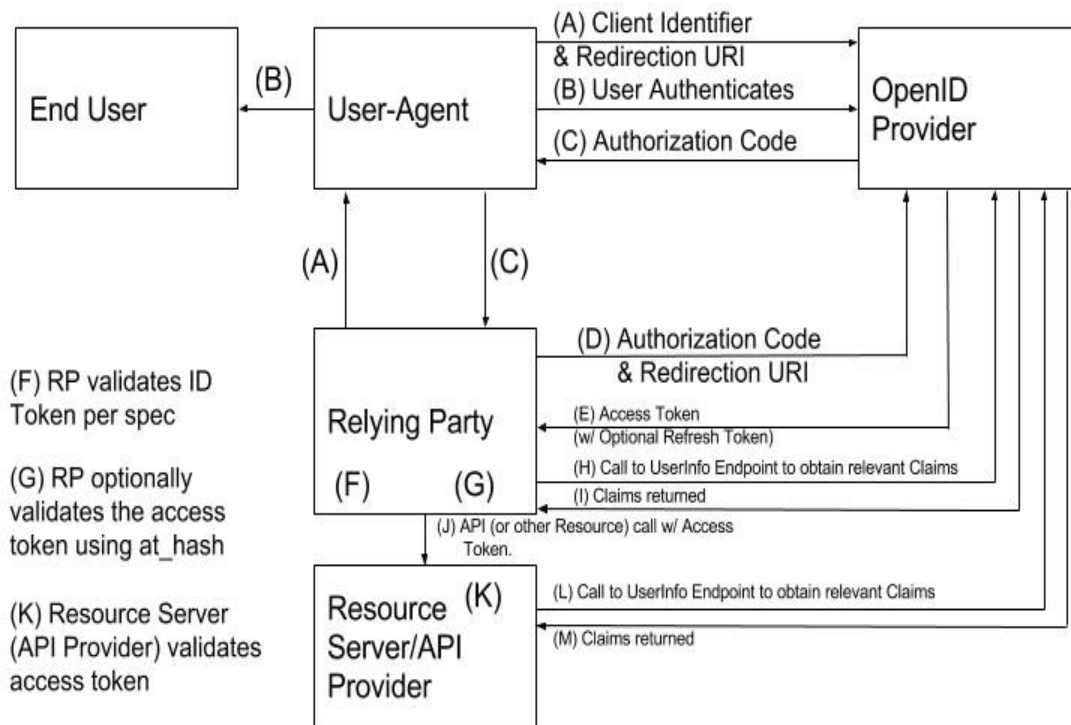 (A) Client Identifier
& Redirection URI
(B)
(B) User Authenticates
End User
User-Agent
OpenID
Provider
(C) Authorization Code
(A)
(C)
(D) Authorization Code
& Redirection URI
(F) RP validates ID
Token per spec
Relying Party
(E) Access Token
(w/ Optional Refresh Token)
(H) Call to UserInfo Endpoint to obtain relevant Claims
(F)
(G)
(I) Claims returned
(G) RP optionally
validates the access
token using at_hash
(J) API (or other Resource) call w/ Access
Token.
(K) Resource Server
(API Provider) validates
access token
Resource
Server/API
Provider
(K)
(L) Call to UserInfo Endpoint to obtain relevant Claims
(M) Claims returned